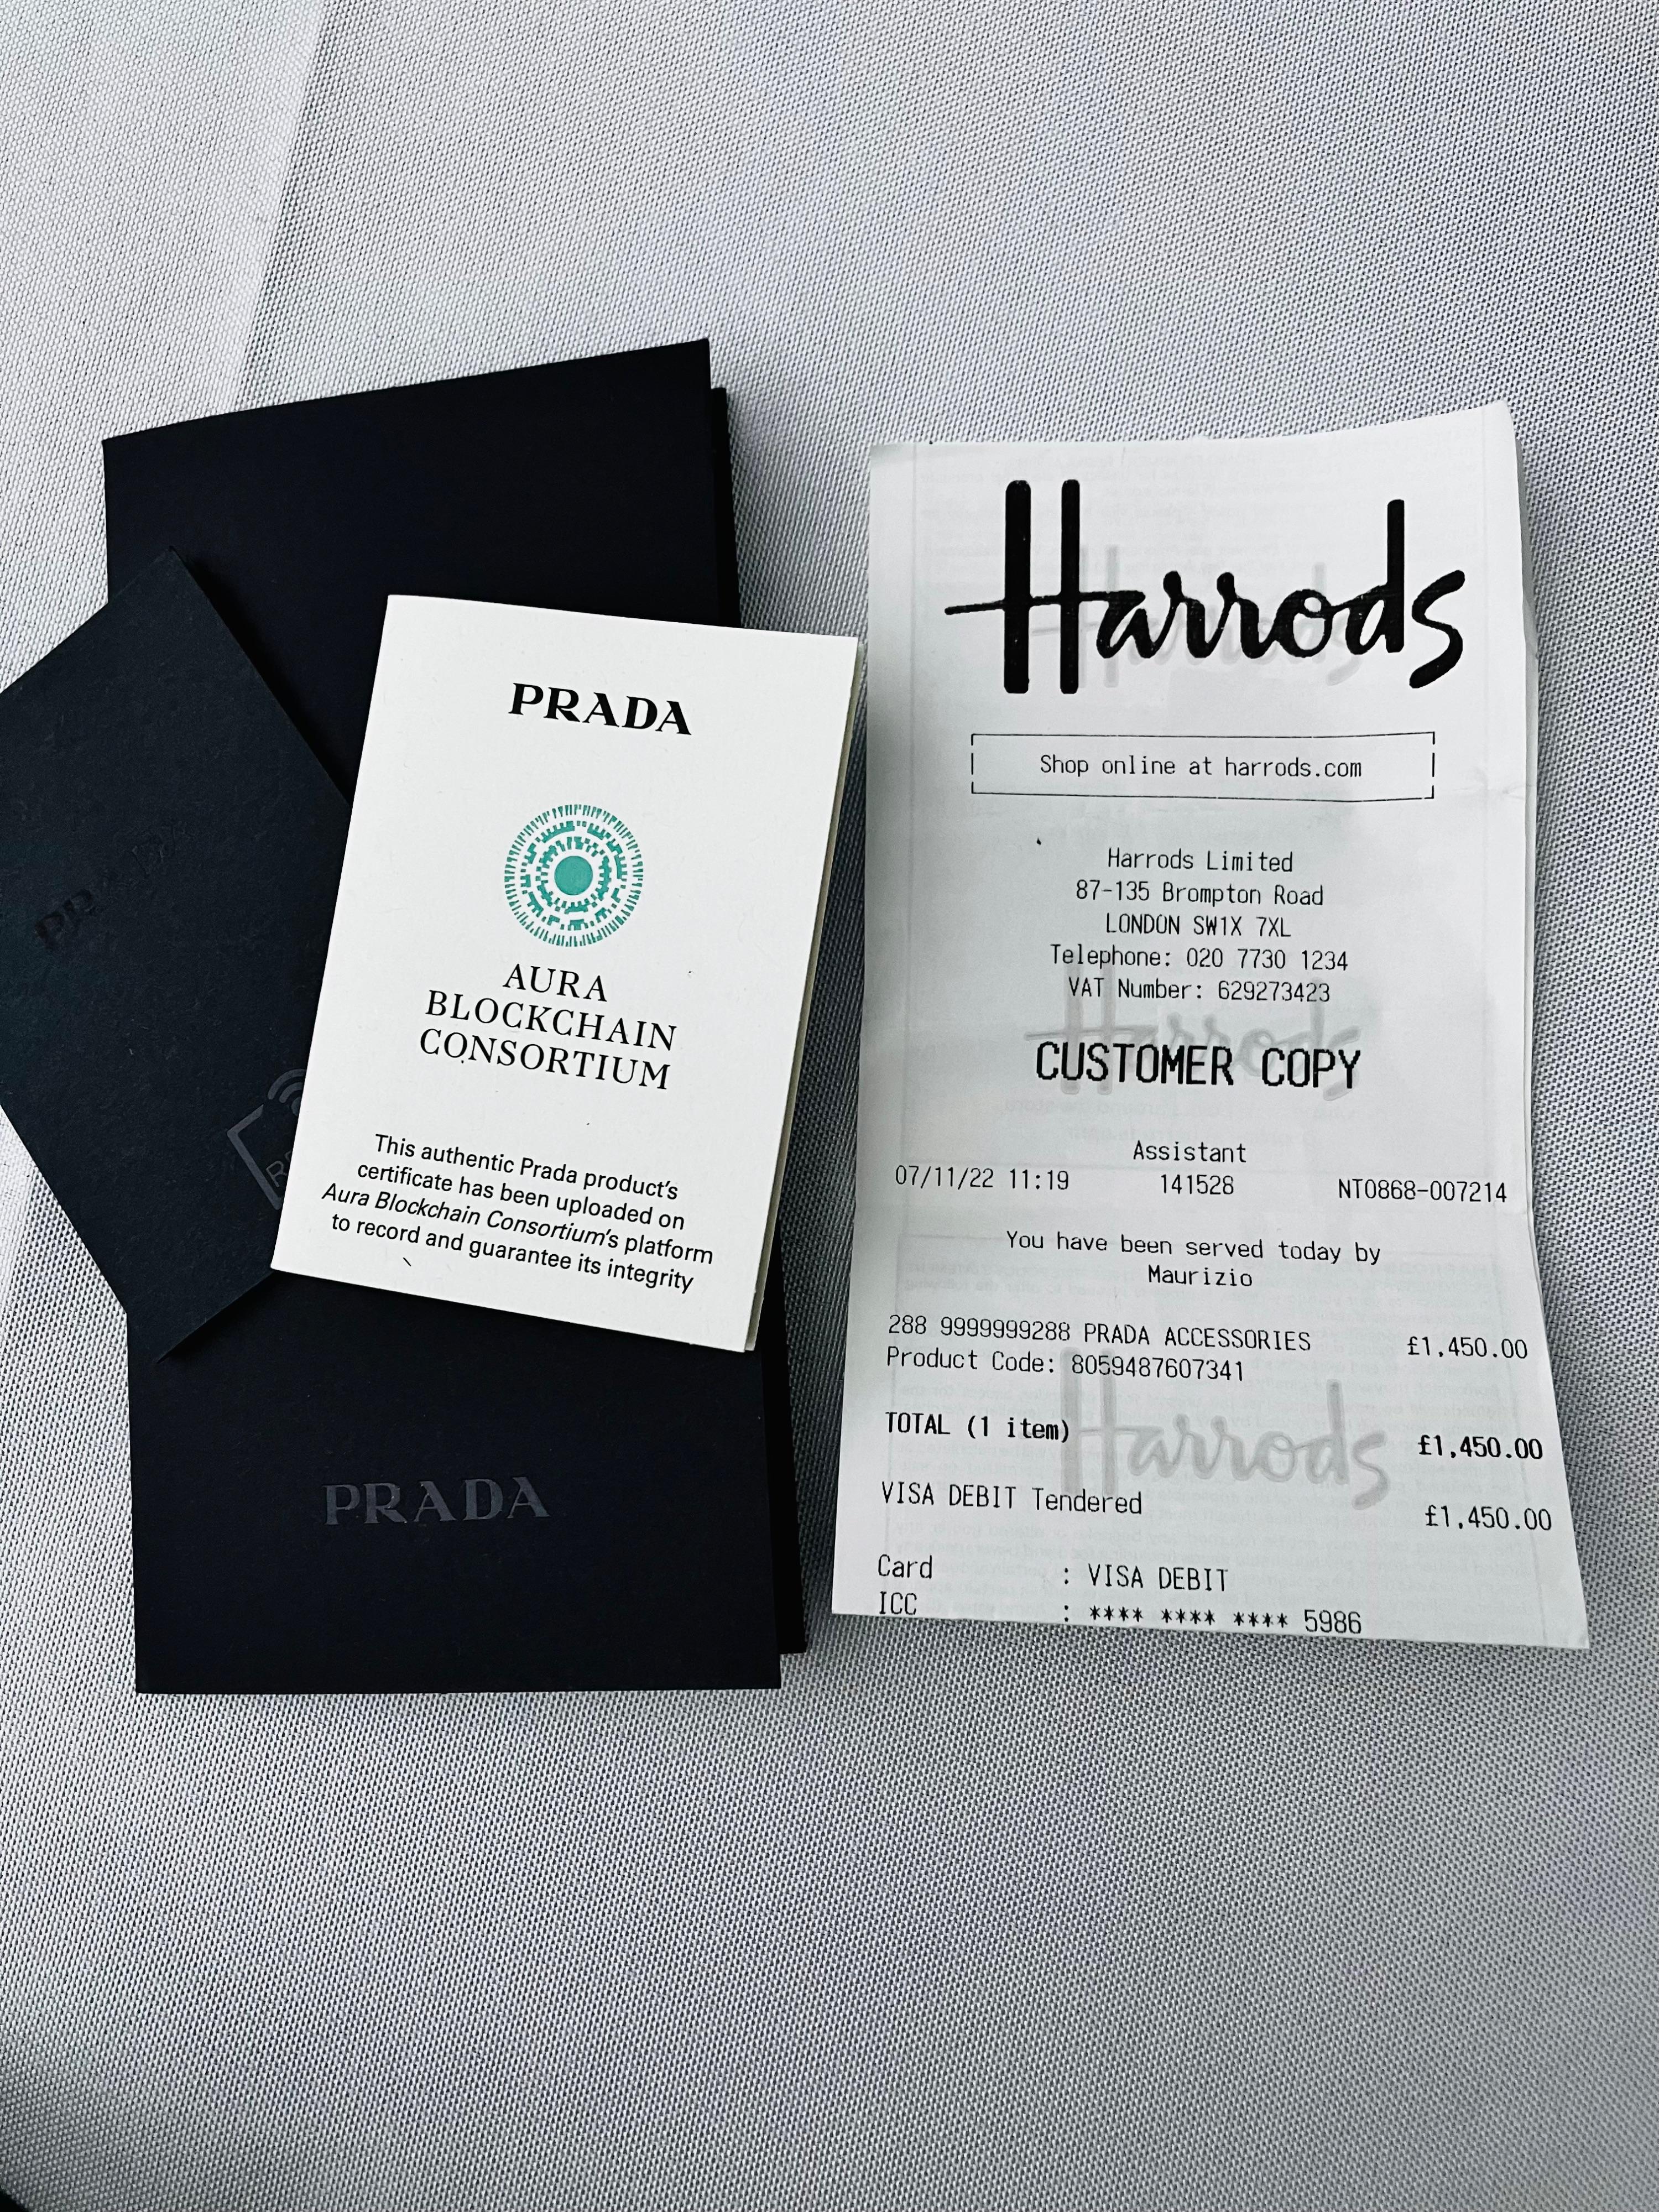 PRADA
AURA
BLOCKCHAIN
CONSORTIUM
This authentic Prada product's
certificate has been uploaded on
Aura Blockchain Consortium's platform
to record and guarantee its integrity
PRADA
Harrods
Shop online at harrods.com
Harrods Limited
87-135 Brompton Road
LONDON SW1X 7XL
Telephone: 020 7730 1234
VAT Number: 629273423
CUSTOMER COPY
Assistant
07/11/22 11:19 141528 NT0868-007214
You have been served today by
Maurizio
288 9999999288 PRADA ACCESSORIES £1,450.00
Product Code: 8059487607341
TOTAL (1 item) £1,450.00
Harrods
VISA DEBIT Tendered £1,450.00
Card : VISA DEBIT
ICC : **** **** **** 5986